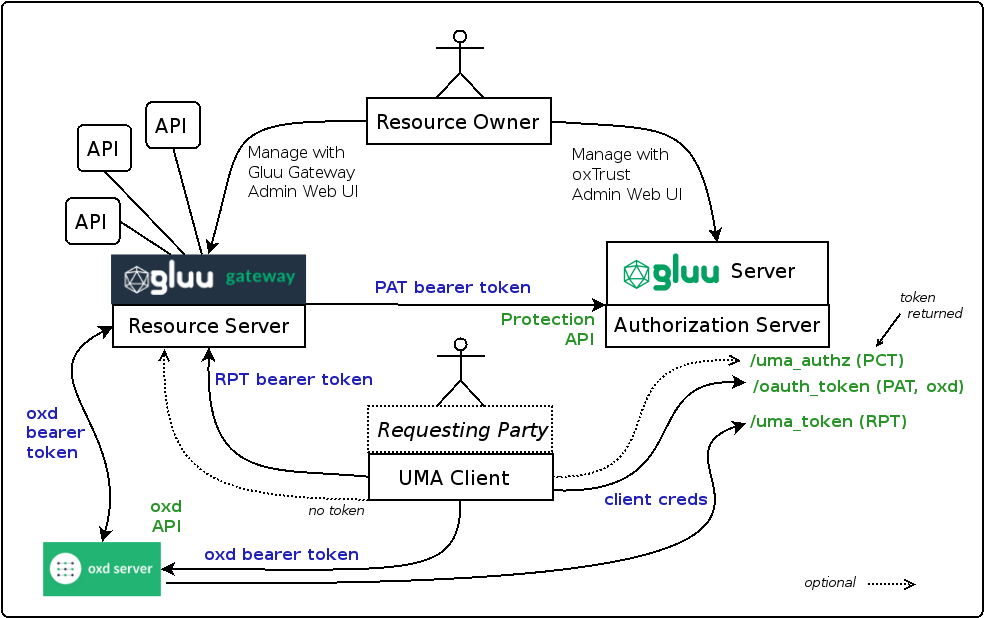 Resource Owner
API
API
API
Manage with
Gluu Gateway
Admin Web UI
Manage with
oxTrust
Admin Web UI
gluu gateway
Resource Server
PAT bearer token
Protection
API
gluu Server
Authorization Server
token
returned
/uma_authz (PCT)
/oauth_token (PAT, oxd)
/uma_token (RPT)
RPT bearer token
Requesting Party
UMA Client
oxd
bearer
token
no token
client creds
oxd
API
oxd bearer token
oxd server
optional